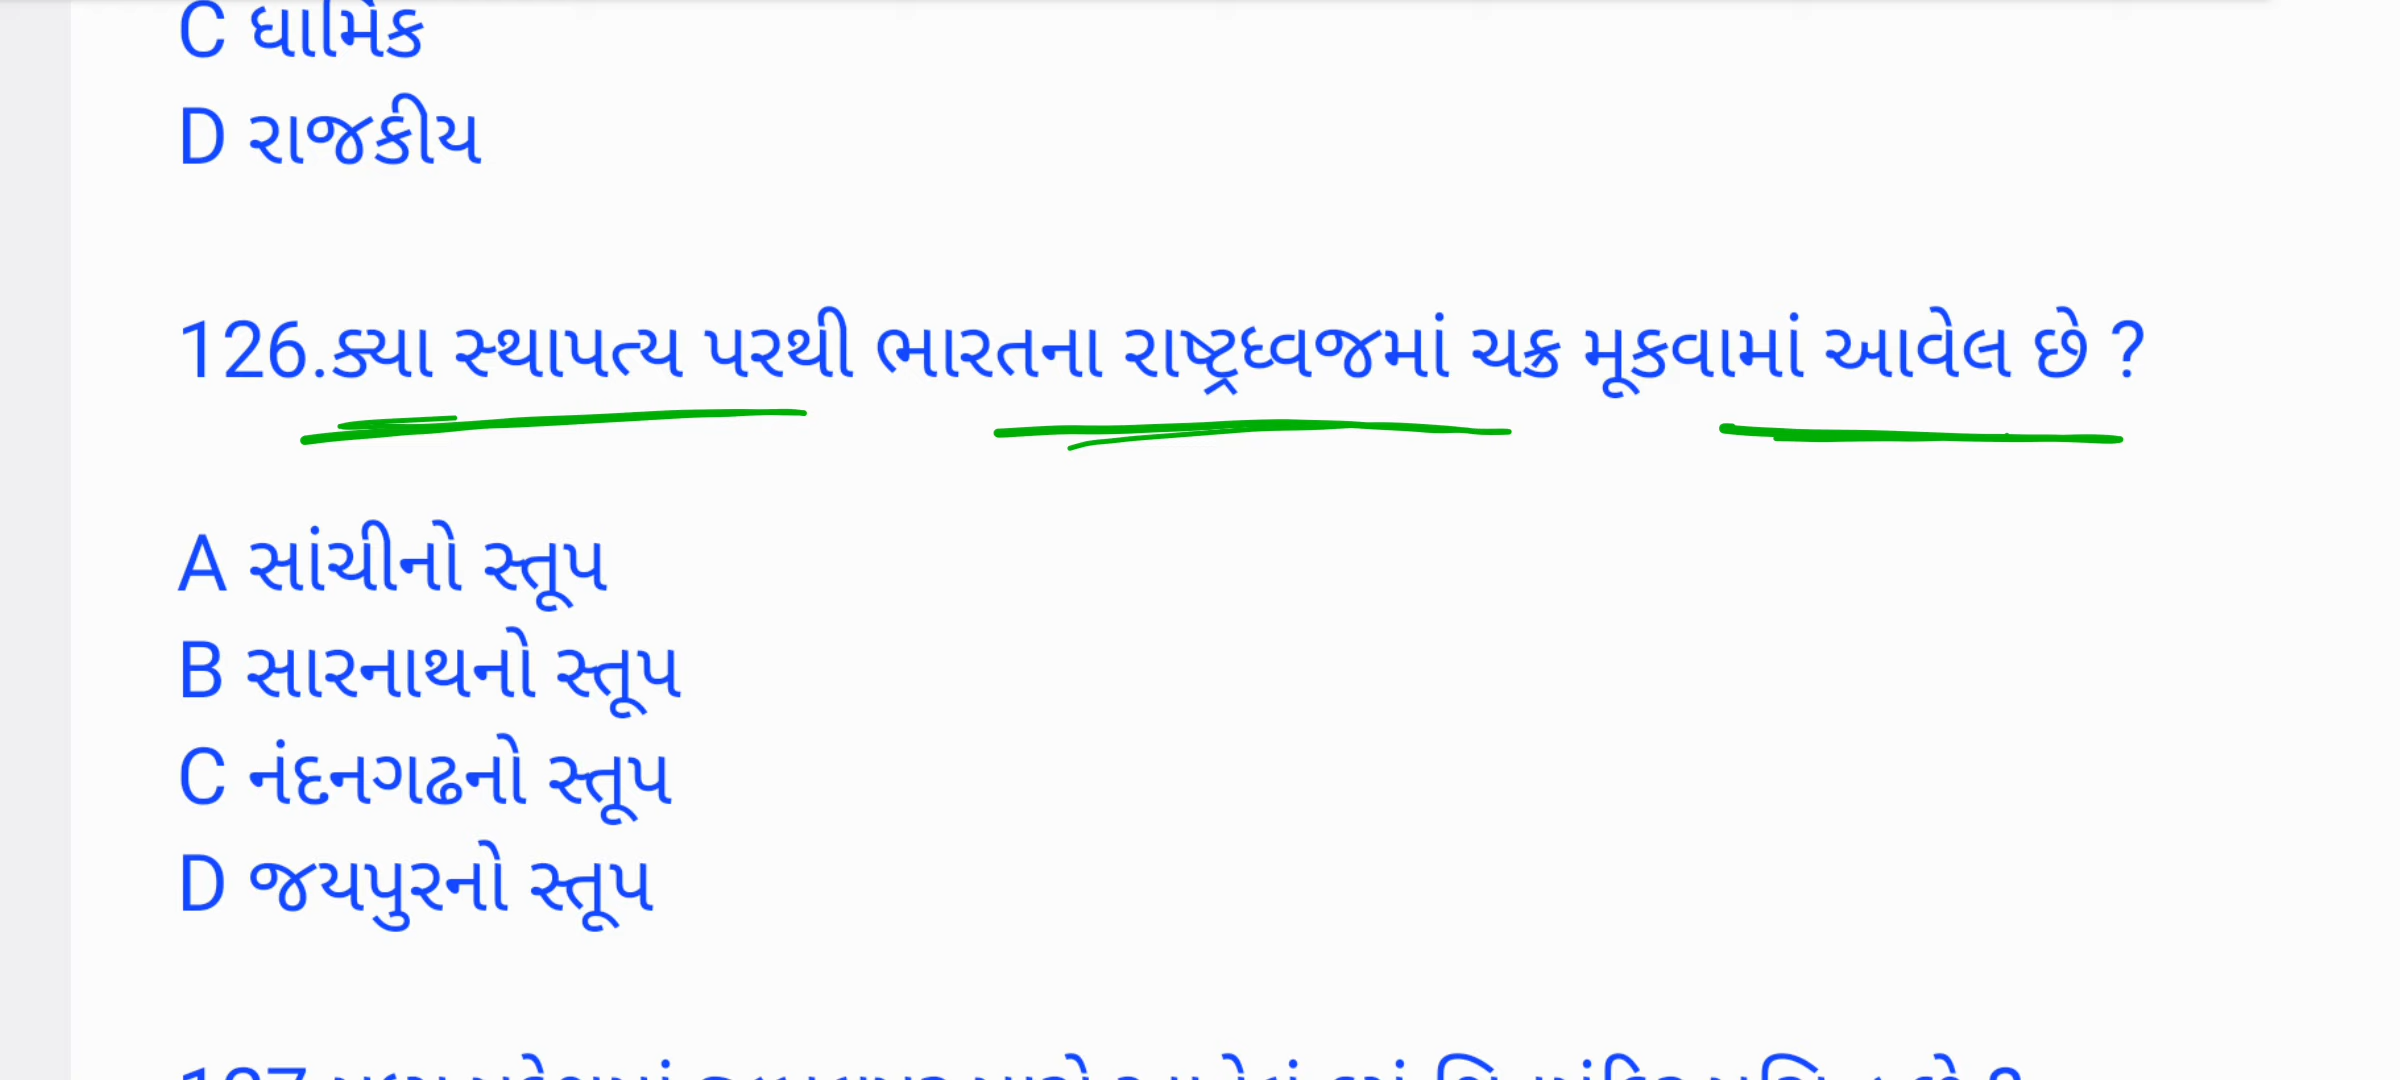 C ધાર્મિક
D રાજકીય
126.ક્યા સ્થાપત્ય પરથી ભારતના રાષ્ટ્રધ્વજમાં ચક્ર મૂકવામાં આવેલ છે ?
A સાંચીનો સ્તૂપ
B સારનાથનો સ્તૂપ
C નંદનગઢનો સ્તૂપ
D જયપુરનો સ્તૂપ